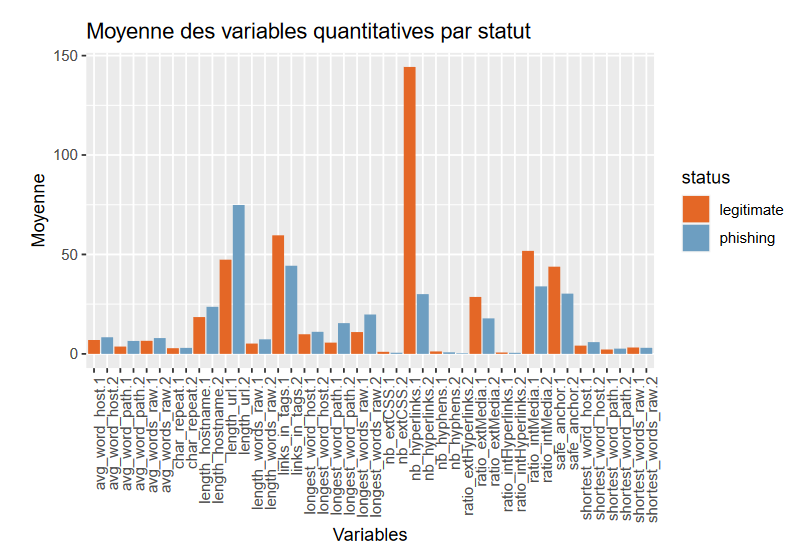 Moyenne des variables quantitatives par statut
150
100
50
0
Moyenne
avg_word_host.1
avg_word_host.2
avg_word_path.1
avg_word_path.2
avg_words_raw.1
avg_words_raw.2
char_repeat.1
char_repeat.2
length_hostname.1
length_hostname.2
length_url.1
length_url.2
length_words_raw.1
length_words_raw.2
links_in_tags.1
links_in_tags.2
longest_word_host.1
longest_word_host.2
longest_word_path.1
longest_word_path.2
longest_words_raw.1
longest_words_raw.2
nb_extCSS.1
nb_extCSS.2
nb_hyperlinks.1
nb_hyperlinks.2
nb_hyphens.1
nb_hyphens.2
ratio_extHyperlinks.2
ratio_extMedia.1
ratio_extMedia.2
ratio_intHyperlinks.1
ratio_intHyperlinks.2
ratio_intMedia.1
ratio_intMedia.2
safe_anchor.1
safe_anchor.2
shortest_word_host.1
shortest_word_host.2
shortest_word_path.1
shortest_word_path.2
shortest_words_raw.1
shortest_words_raw.2
Variables
status
legitimate
phishing